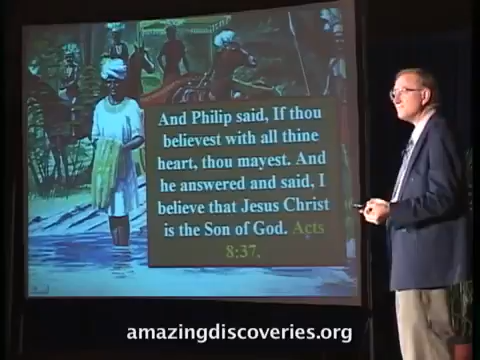 And Philip said, If thou
believest with all thine
heart, thou mayest. And
he answered and said, I
believe that Jesus Christ
is the Son of God. Acts
8:37.
amazingdiscoveries.org